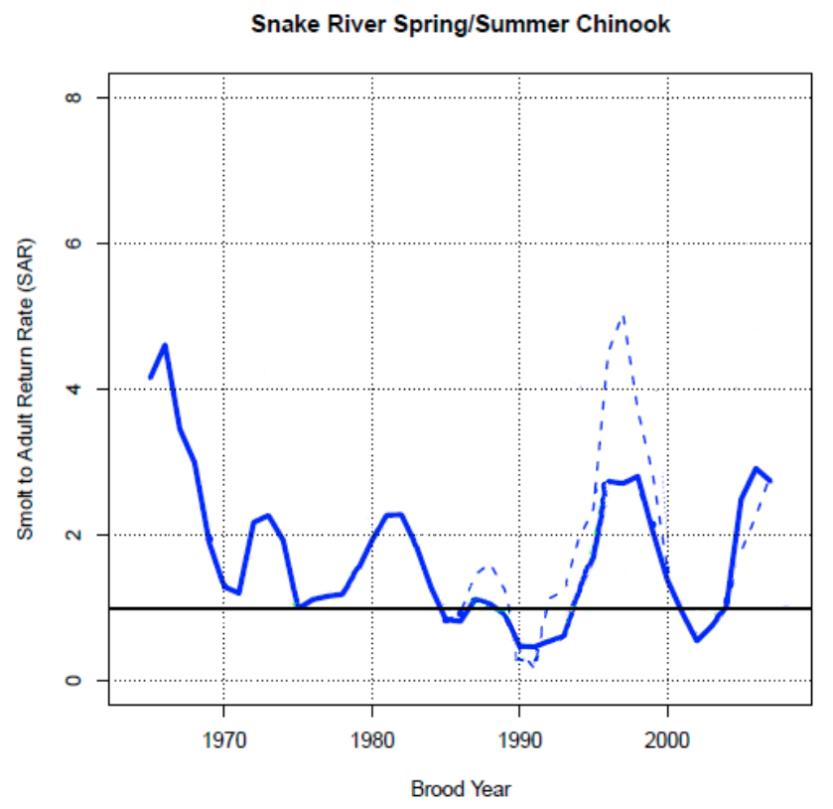 Snake River Spring/Summer Chinook
Smolt to Adult Return Rate (SAR)
8
6
4
2
0
1970 1980 1990 2000
Brood Year